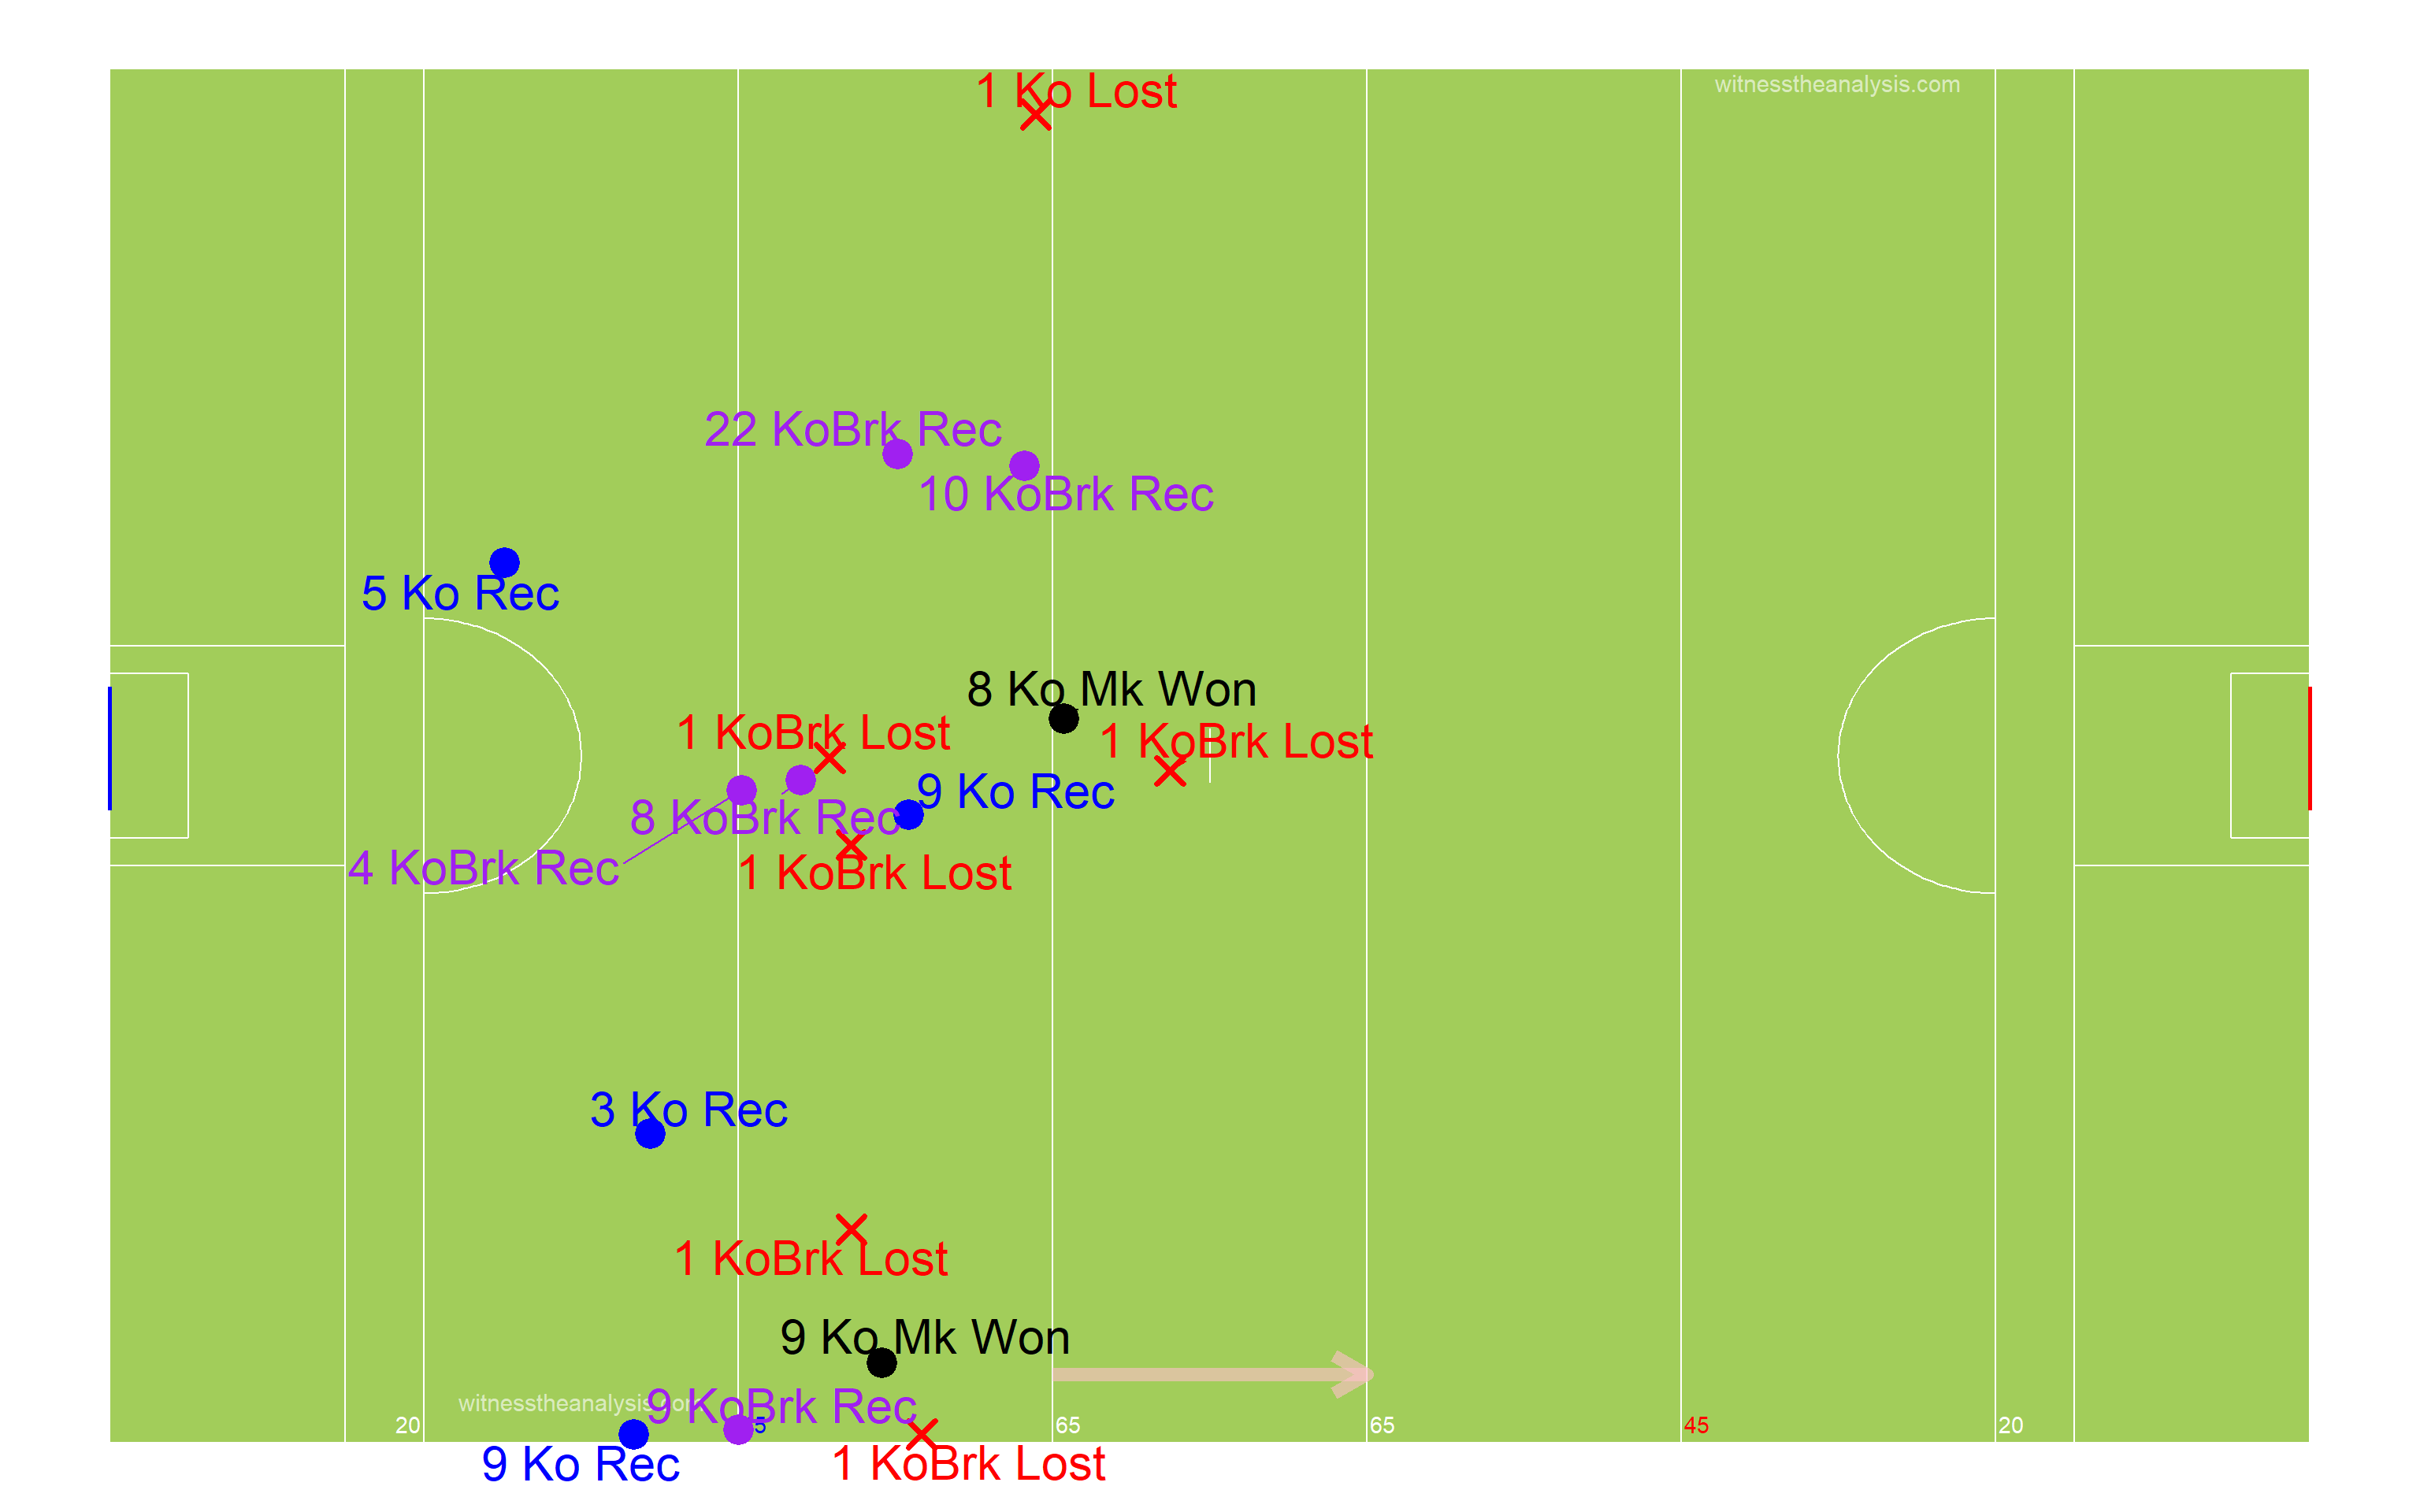 1 Ko Lost
witnesstheanalysis.com
22 KoBrk Rec
10 KoBrk Rec
5 Ko Rec
8 Ko Mk Won
1 KoBrk Lost
1 KoBrk Lost
9 Ko Rec
8 KoBrk Rec
4 KoBrk Rec
1 KoBrk Lost
3 Ko Rec
1 KoBrk Lost
9 Ko Mk Won
witnesstheanalysis.com
9 KoBrk Rec
20
5
65
65
45
20
9 Ko Rec
1 KoBrk Lost